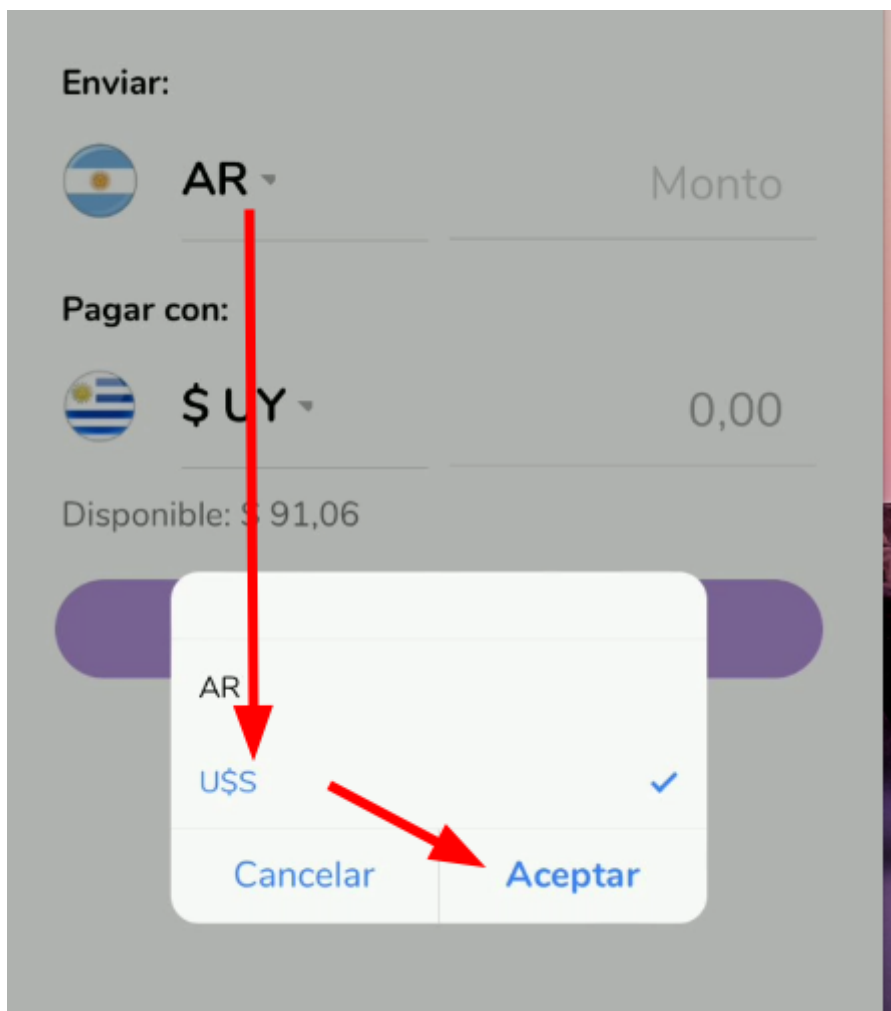 Enviar:
AR Monto
Pagar con:
$ UY 0,00
Disponible: $ 91,06
AR
U$S
Cancelar Aceptar